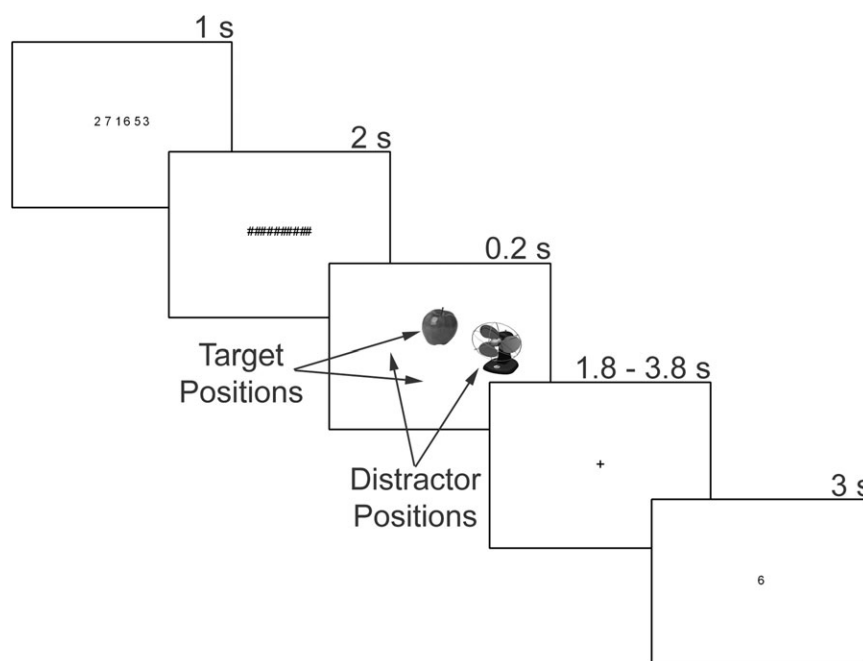 1 s
2 7 1 6 5 3
2 s
##########
0.2 s
Target
Positions
1.8 - 3.8 s
+
Distractor
Positions
3 s
6